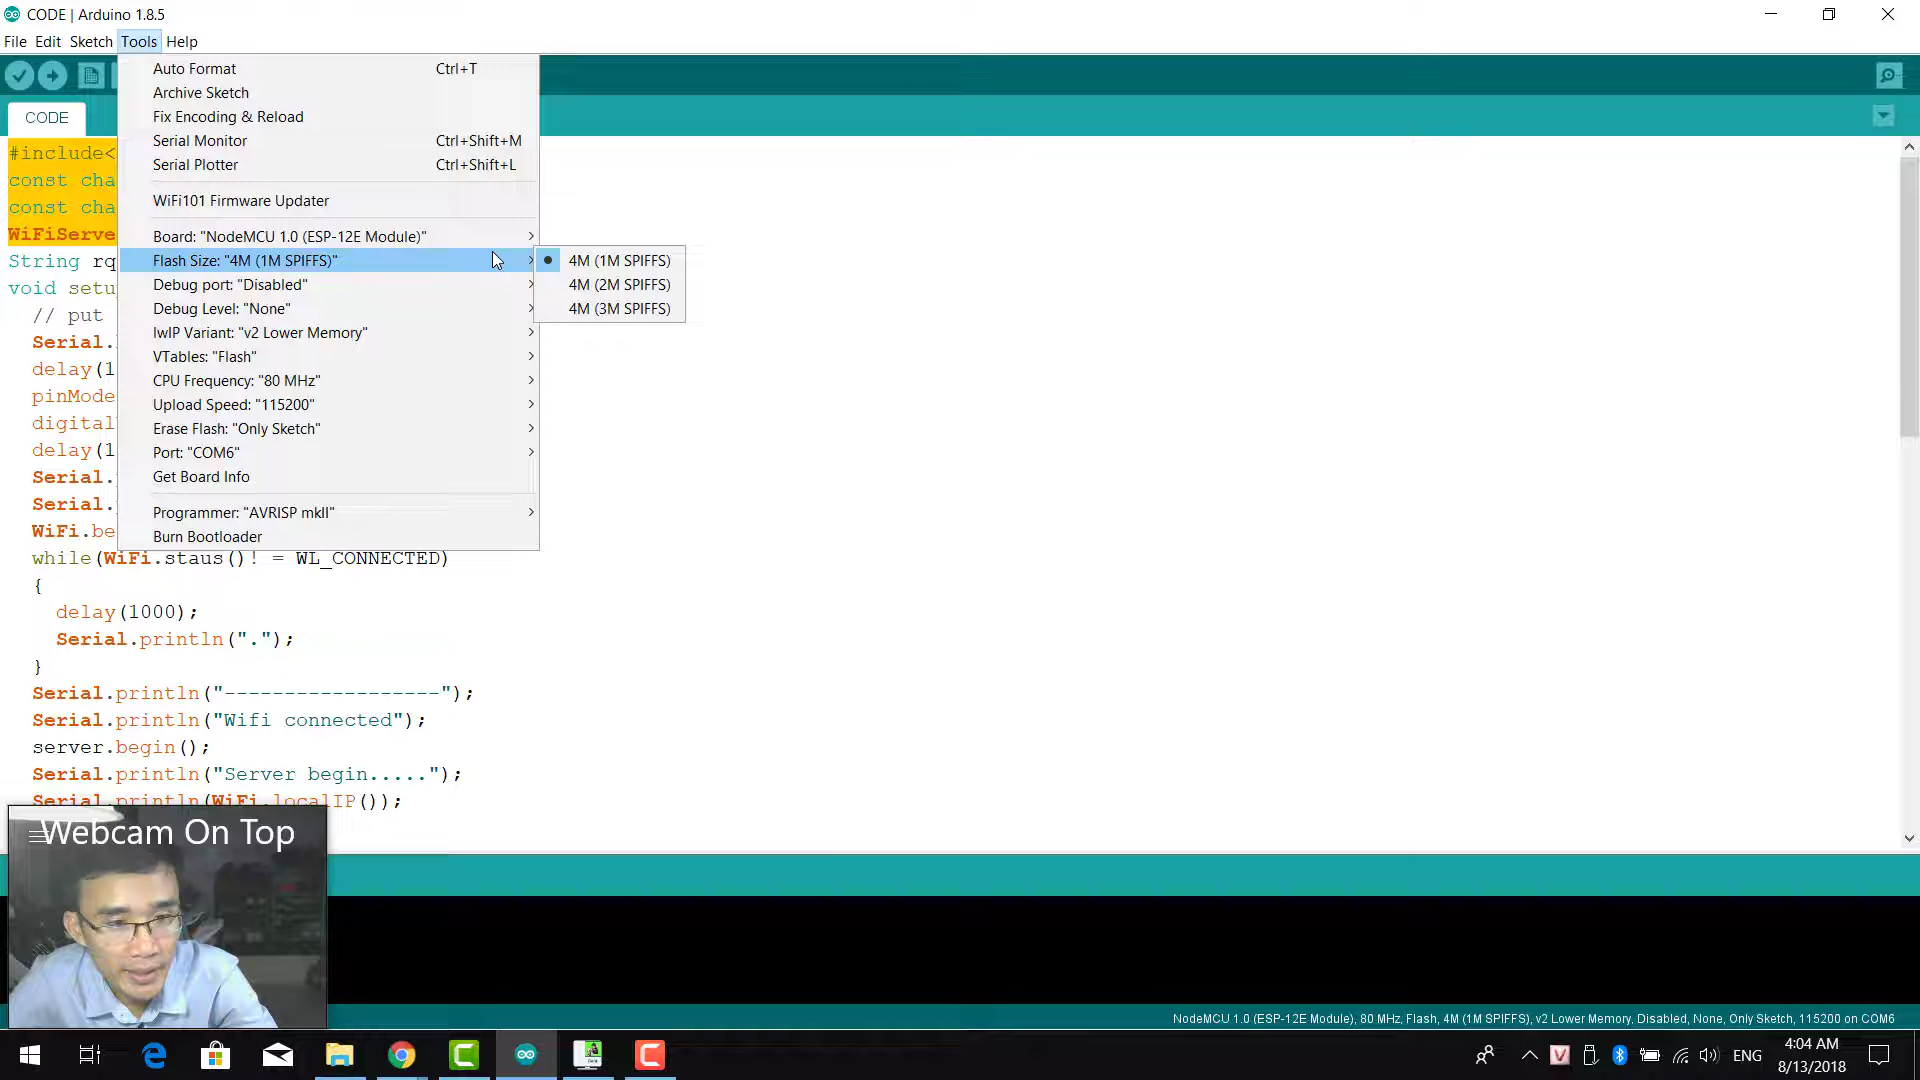 CODE | Arduino 1.8.5
File Edit Sketch Tools Help
Auto Format Ctrl+T
Archive Sketch
Fix Encoding & Reload
Serial Monitor Ctrl+Shift+M
Serial Plotter Ctrl+Shift+L
WiFi101 Firmware Updater
Board: "NodeMCU 1.0 (ESP-12E Module)"
Flash Size: "4M (1M SPIFFS)"
Debug port: "Disabled"
Debug Level: "None"
IwIP Variant: "v2 Lower Memory"
VTables: "Flash"
CPU Frequency: "80 MHz"
Upload Speed: "115200"
Erase Flash: "Only Sketch"
Port: "COM6"
Get Board Info
Programmer: "AVRISP mkII"
Burn Bootloader
4M (1M SPIFFS)
4M (2M SPIFFS)
4M (3M SPIFFS)
CODE
#include<
const cha
const cha
WiFiServe
String rq
void setu
// put
Serial.
delay(1
pinMode
digital
delay(1
Serial.
Serial.
WiFi.be
while(WiFi.staus()! = WL_CONNECTED)
{
delay(1000);
Serial.println(".");
}
Serial.println("------------------");
Serial.println("Wifi connected");
server.begin();
Serial.println("Server begin.....");
Serial.println(WiFi.localIP());
Webcam On Top
NodeMCU 1.0 (ESP-12E Module), 80 MHz, Flash, 4M (1M SPIFFS), v2 Lower Memory, Disabled, None, Only Sketch, 115200 on COM6
ENG
4:04 AM
8/13/2018